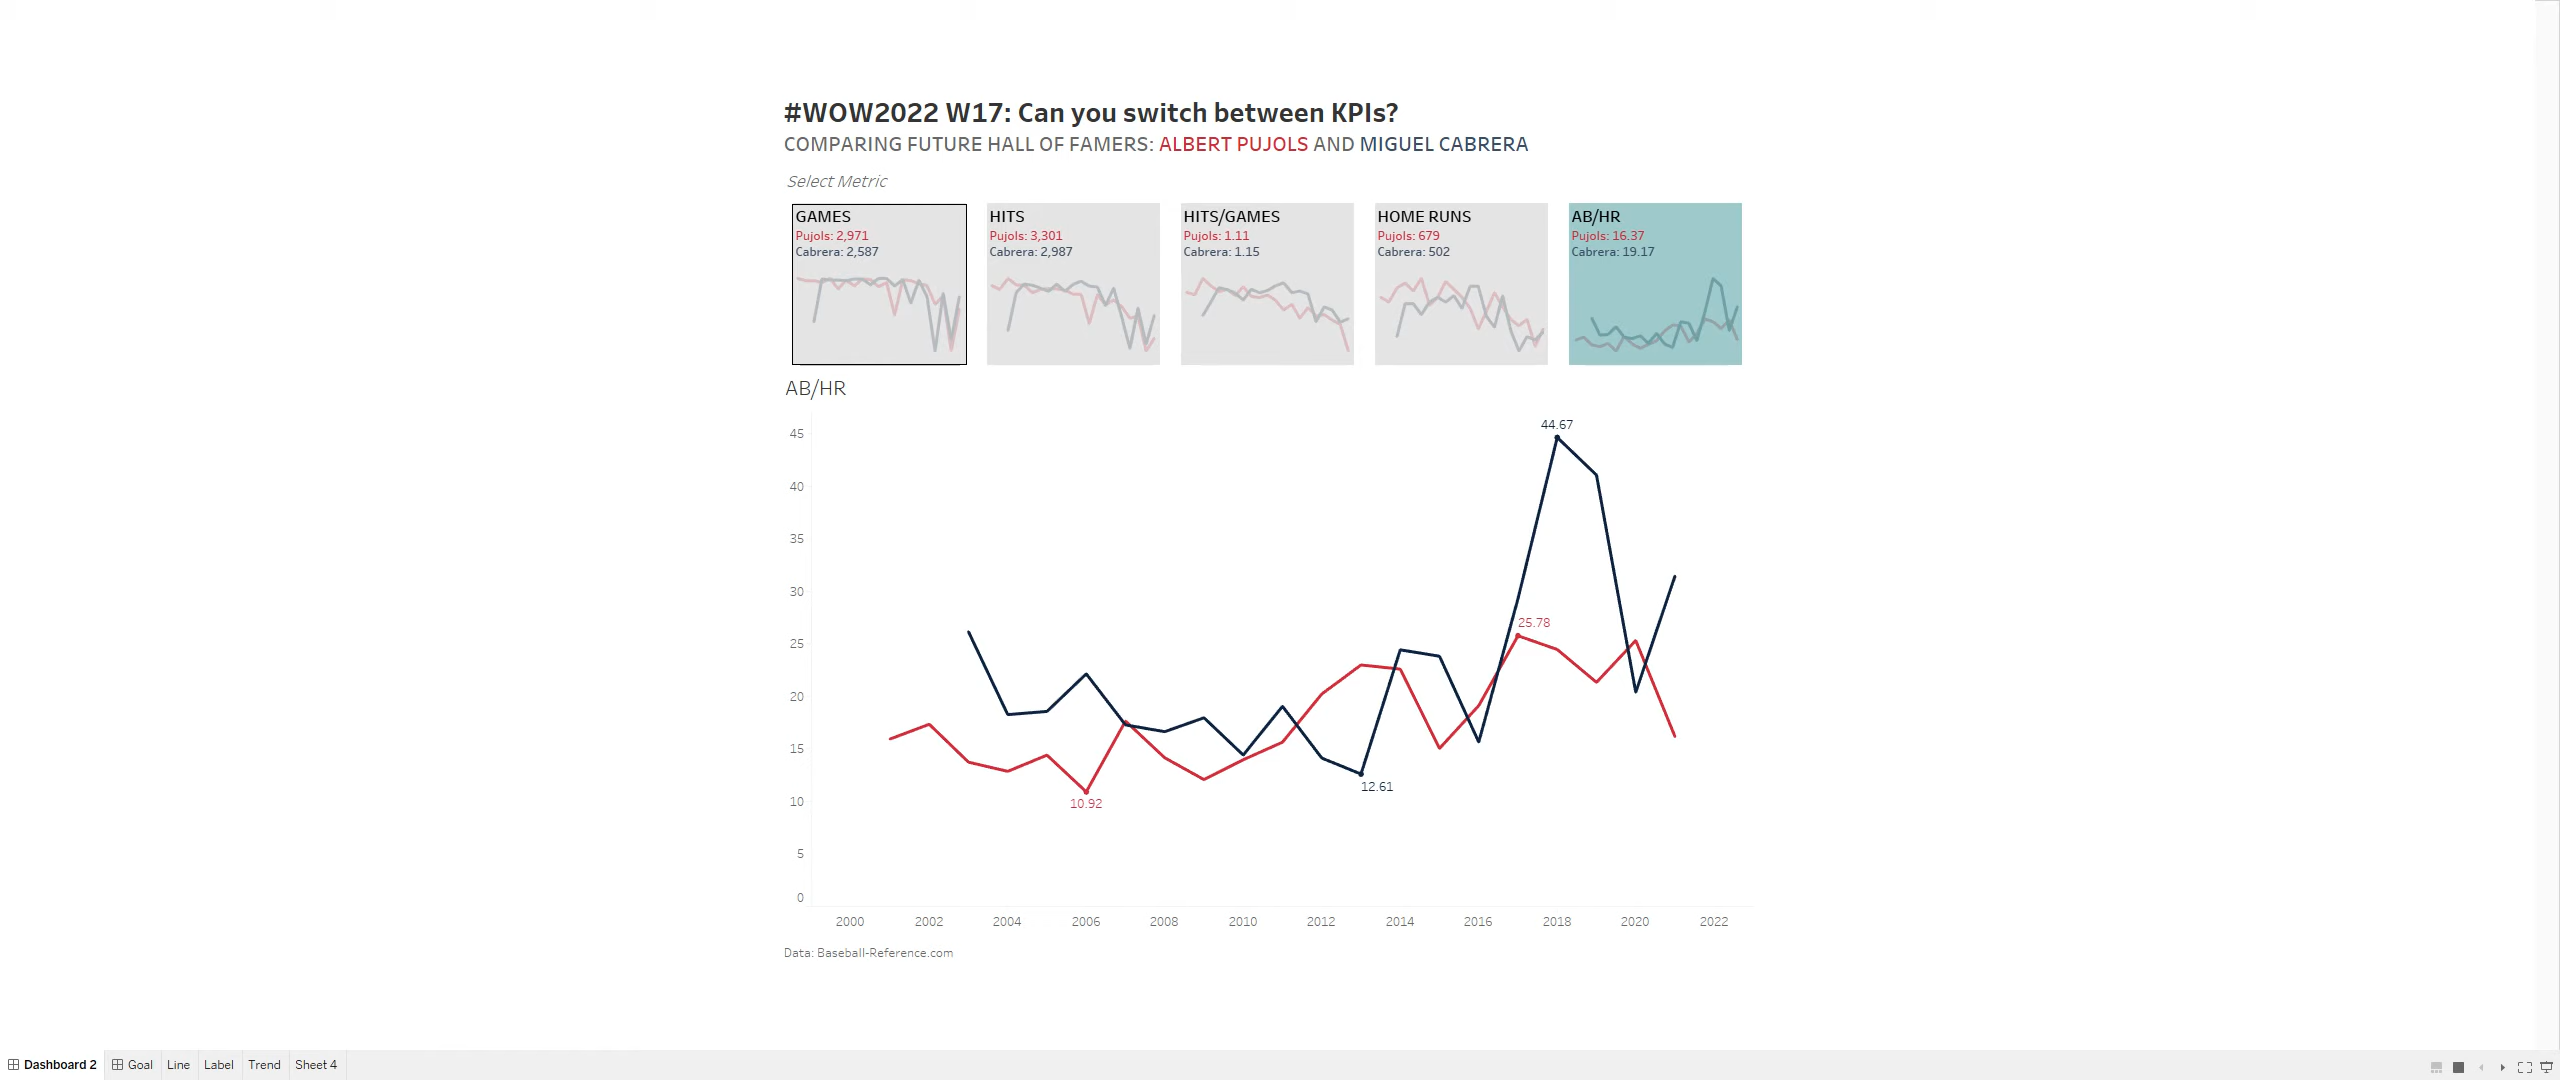 #WOW2022 W17: Can you switch between KPIs?
COMPARING FUTURE HALL OF FAMERS: ALBERT PUJOLS AND MIGUEL CABRERA
Select Metric
GAMES
Pujols: 2,971
Cabrera: 2,587
HITS
Pujols: 3,301
Cabrera: 2,987
HITS/GAMES
Pujols: 1.11
Cabrera: 1.15
HOME RUNS
Pujols: 679
Cabrera: 502
AB/HR
Pujols: 16.37
Cabrera: 19.17
AB/HR
45
40
35
30
25
20
15
10
5
0
44.67
25.78
12.61
10.92
2000 2002 2004 2006 2008 2010 2012 2014 2016 2018 2020 2022
Data: Baseball-Reference.com
Dashboard 2 Goal Line Label Trend Sheet 4